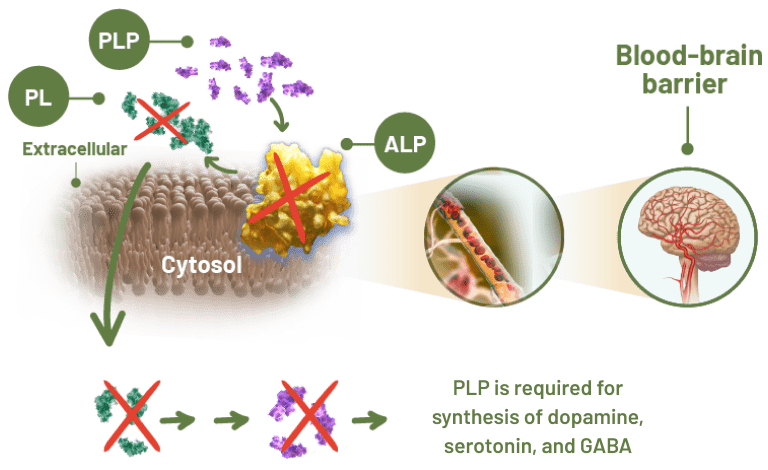 PLP
PL
Extracellular
ALP
Cytosol
Blood-brain
barrier
PLP is required for
synthesis of dopamine,
serotonin, and GABA